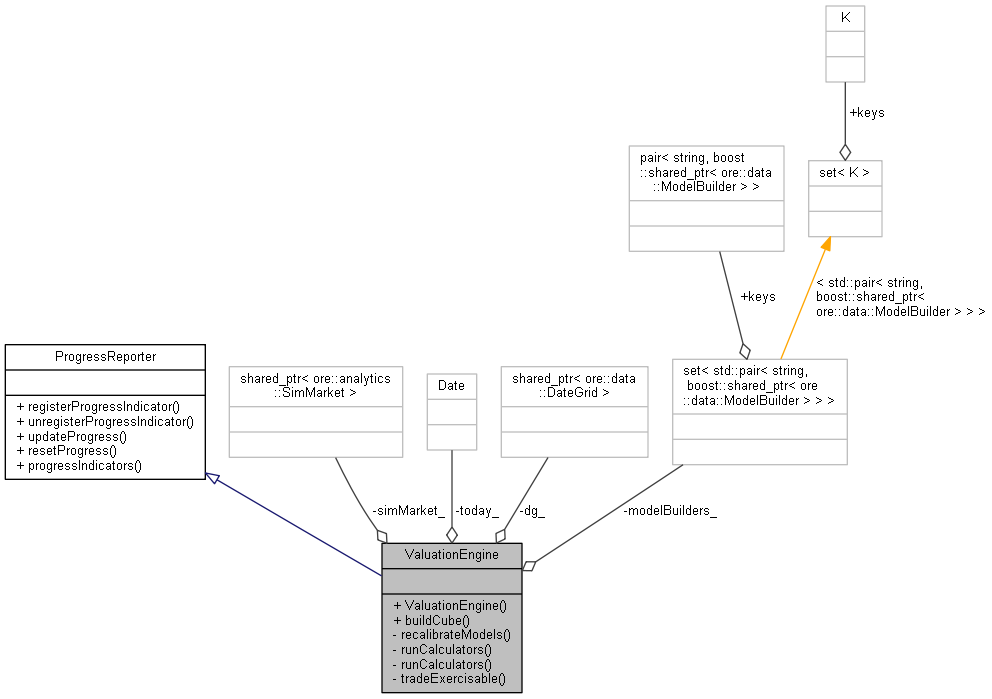 K
+keys
pair< string, boost
::shared_ptr< ore::data
::ModelBuilder > >
set< K >
+keys
< std::pair< string,
boost::shared_ptr<
ore::data::ModelBuilder > > >
ProgressReporter
+ registerProgressIndicator()
+ unregisterProgressIndicator()
+ updateProgress()
+ resetProgress()
+ progressIndicators()
shared_ptr< ore::analytics
::SimMarket >
Date
shared_ptr< ore::data
::DateGrid >
set< std::pair< string,
boost::shared_ptr< ore
::data::ModelBuilder > > >
-simMarket_
-today_
-dg_
-modelBuilders_
ValuationEngine
+ ValuationEngine()
+ buildCube()
- recalibrateModels()
- runCalculators()
- runCalculators()
- tradeExercisable()